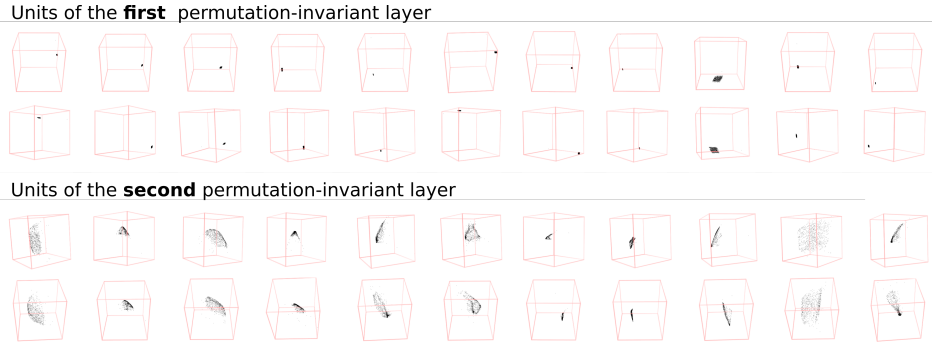 Units of the first permutation-invariant layer
Units of the second permutation-invariant layer